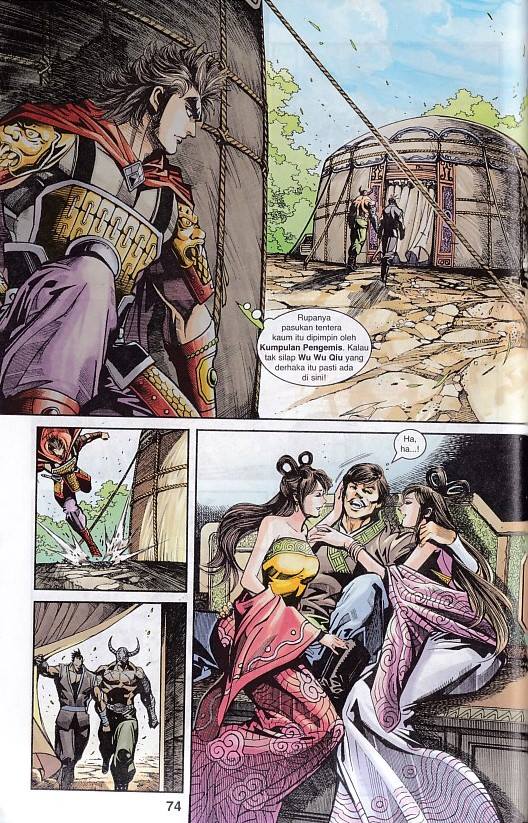 Rupanya
pasukan tentera
kaum itu dipimpin oleh
Kumpulan Pengemis. Kalau
tak silap Wu Wu Qiu yang
derhaka itu pasti ada
di sini!
Ha,
ha...!
74